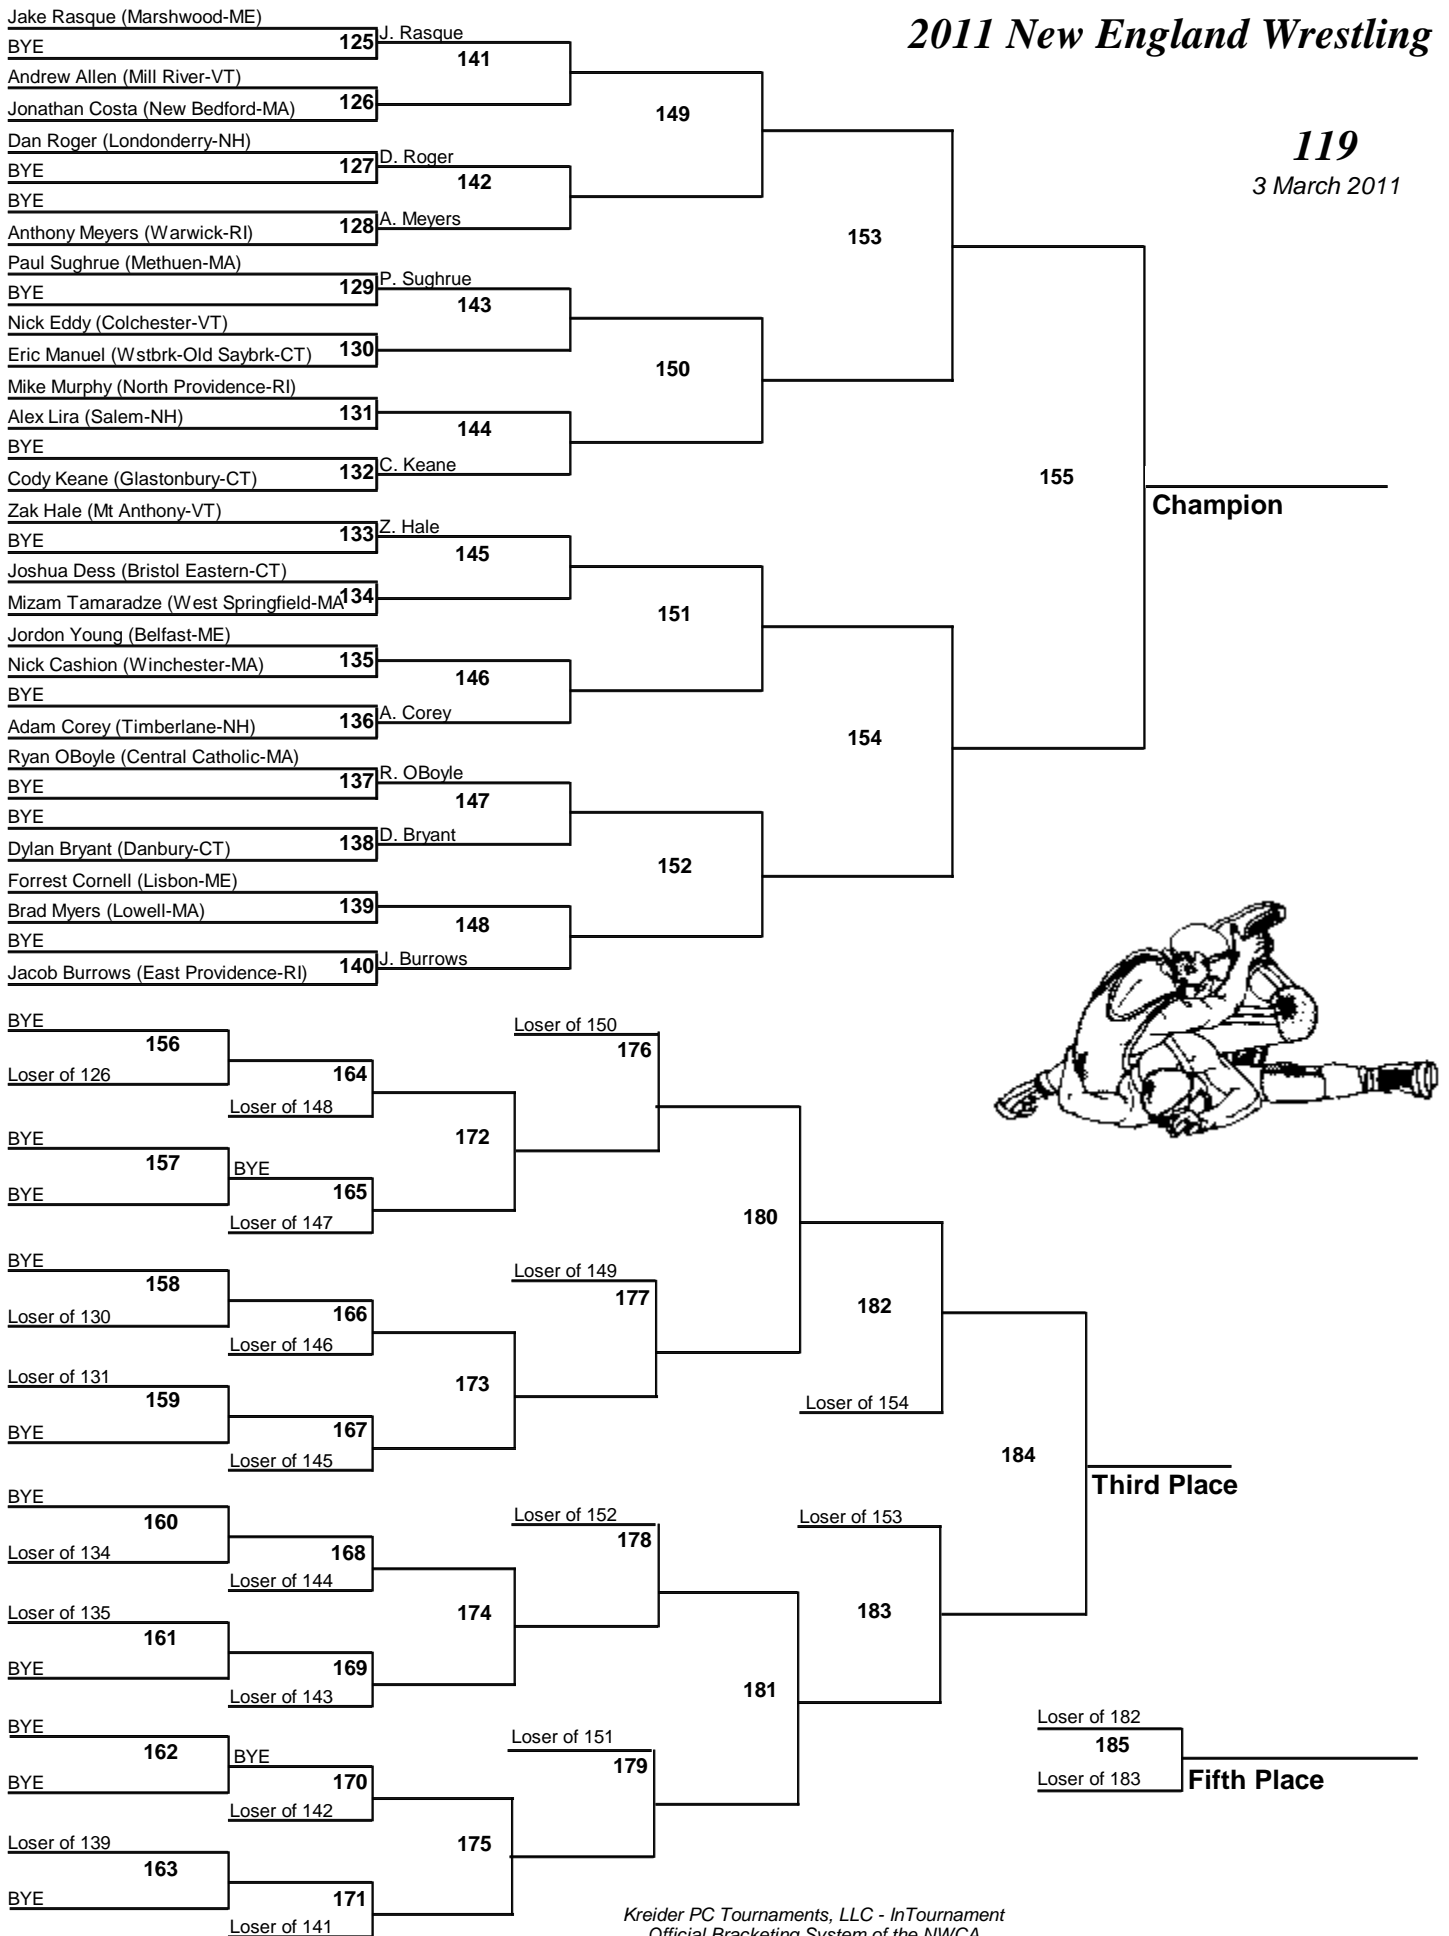 2011 New England Wrestling
119
3 March 2011
Jake Rasque (Marshwood-ME)
BYE
125
J. Rasque
141
Andrew Allen (Mill River-VT)
Jonathan Costa (New Bedford-MA)
126
149
Dan Roger (Londonderry-NH)
BYE
127
D. Roger
142
BYE
Anthony Meyers (Warwick-RI)
128
A. Meyers
153
Paul Sughrue (Methuen-MA)
BYE
129
P. Sughrue
143
Nick Eddy (Colchester-VT)
Eric Manuel (Wstbrk-Old Saybrk-CT)
130
150
Mike Murphy (North Providence-RI)
Alex Lira (Salem-NH)
131
144
BYE
Cody Keane (Glastonbury-CT)
132
C. Keane
155
Champion
Zak Hale (Mt Anthony-VT)
BYE
133
Z. Hale
145
Joshua Dess (Bristol Eastern-CT)
Mizam Tamaradze (West Springfield-MA
134
151
Jordon Young (Belfast-ME)
Nick Cashion (Winchester-MA)
135
146
BYE
Adam Corey (Timberlane-NH)
136
A. Corey
154
Ryan OBoyle (Central Catholic-MA)
BYE
137
R. OBoyle
147
BYE
Dylan Bryant (Danbury-CT)
138
D. Bryant
152
Forrest Cornell (Lisbon-ME)
Brad Myers (Lowell-MA)
139
148
BYE
Jacob Burrows (East Providence-RI)
140
J. Burrows
BYE
156
Loser of 126
164
Loser of 148
172
BYE
157
BYE
BYE
165
Loser of 147
Loser of 150
176
180
BYE
158
Loser of 130
166
Loser of 146
173
Loser of 131
159
BYE
167
Loser of 145
Loser of 149
177
182
Loser of 154
184
Third Place
BYE
160
Loser of 134
168
Loser of 144
174
Loser of 135
161
BYE
169
Loser of 143
Loser of 152
178
181
Loser of 153
183
BYE
162
BYE
BYE
170
Loser of 142
175
Loser of 139
163
BYE
171
Loser of 141
Loser of 151
179
Loser of 182
185
Loser of 183
Fifth Place
Kreider PC Tournaments, LLC - InTournament
Official Bracketing System of the NWCA